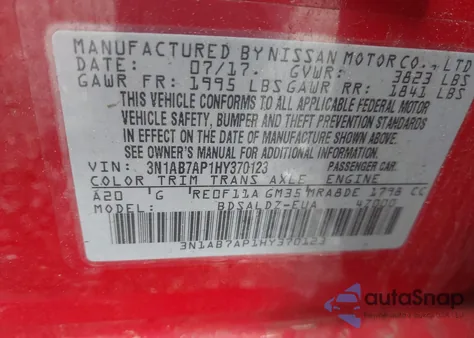 MANUFACTURED BY NISSAN MOTOR CO., LTD
DATE: 07/17 GVWR: 3823 LBS
GAWR FR: 1995 LBS GAWR RR: 1841 LBS
THIS VEHICLE CONFORMS TO ALL APPLICABLE FEDERAL MOTOR
VEHICLE SAFETY, BUMPER AND THEFT PREVENTION STANDARDS
IN EFFECT ON THE DATE OF MANUFACTURE SHOWN ABOVE.
SEE OWNER'S MANUAL FOR ADDITIONAL INFORMATION
VIN: 3N1AB7AP1HY370123 PASSENGER CAR
COLOR TRIM TRANS AXLE ENGINE
A20 G RE0F11A GM35 MRA8DE 1798 CC
MODEL: BDSALDZ-EUA 47000
3N1AB7AP1HY370123
autoSnap